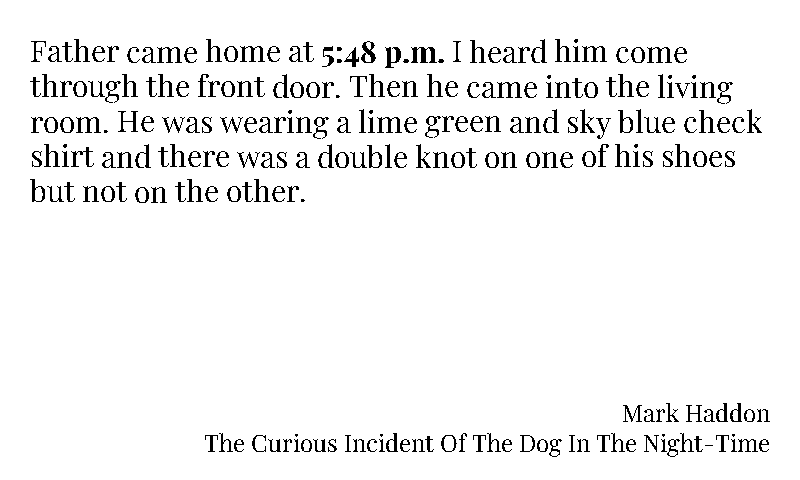 Father came home at 5:48 p.m. I heard him come
through the front door. Then he came into the living
room. He was wearing a lime green and sky blue check
shirt and there was a double knot on one of his shoes
but not on the other.
Mark Haddon
The Curious Incident Of The Dog In The Night-Time